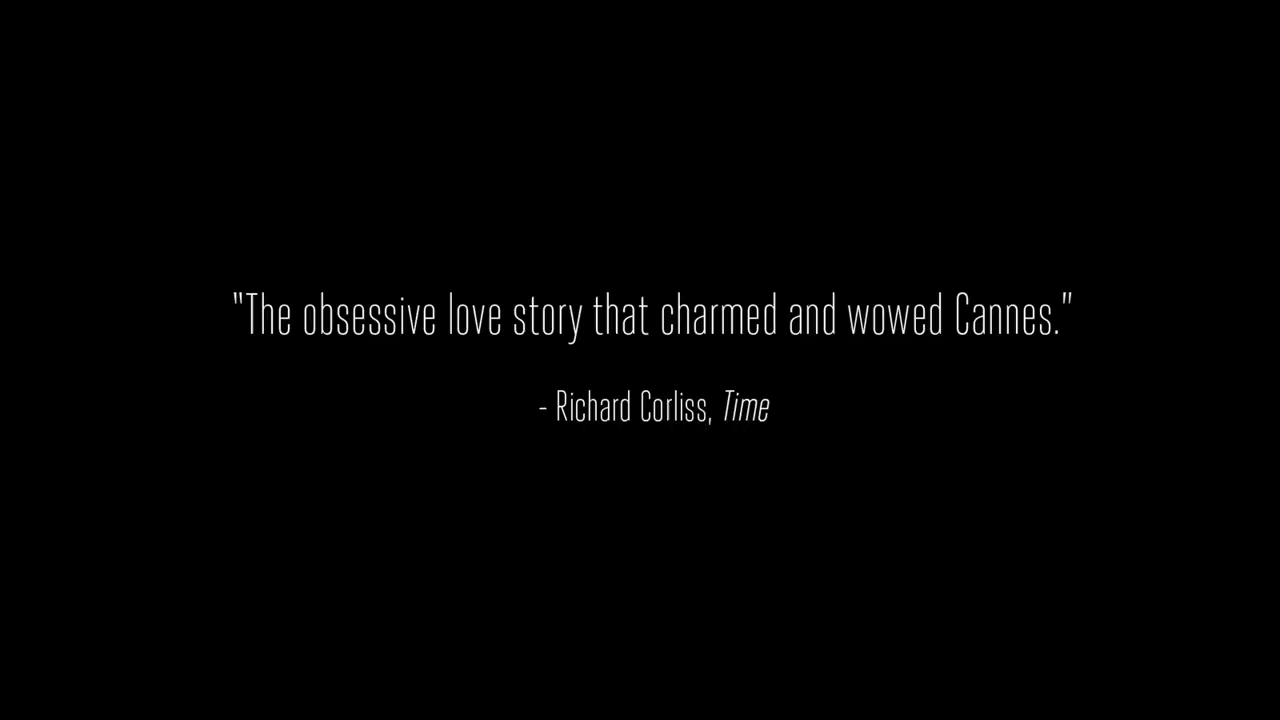 "The obsessive love story that charmed and wowed Cannes."
- Richard Corliss, Time